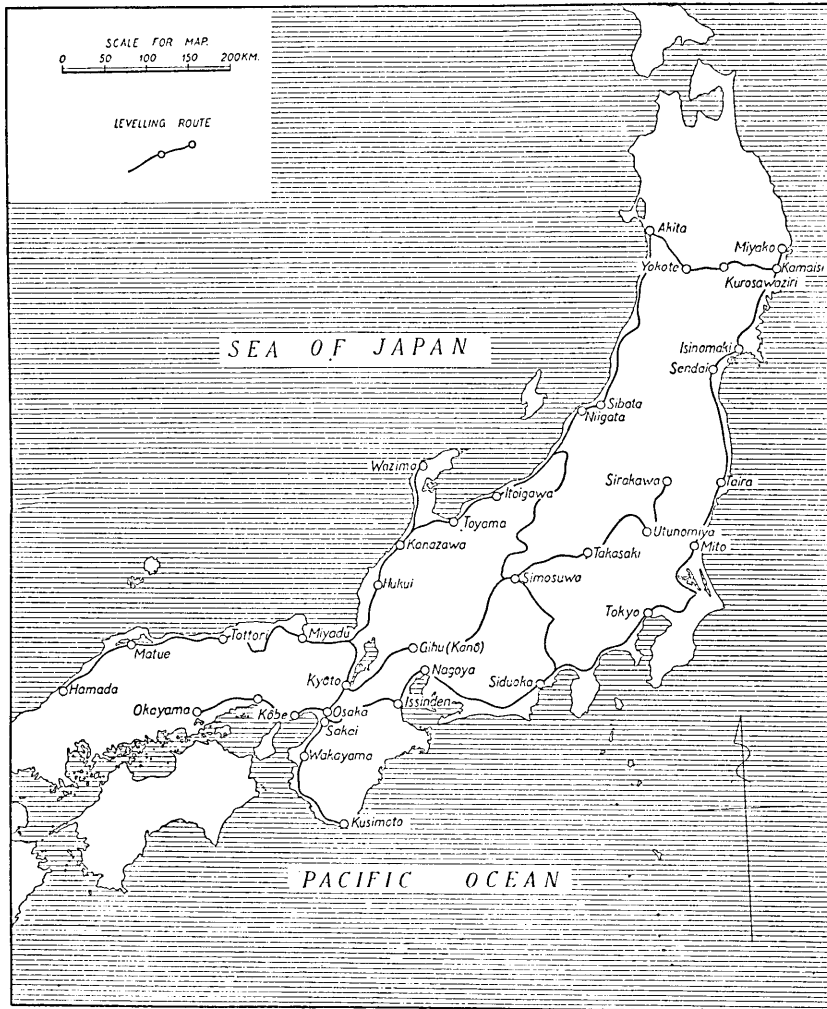 SCALE FOR MAP.
0 50 100 150 200KM.
LEVELLING ROUTE
Akita
Miyako
Yokote
Kamaisi
Kurosawaziri
SEA OF JAPAN
Isinomaki
Sendai
Sibata
Niigata
Wazima
Itoigawa
Sirakawa
Taira
Toyama
Utunomiya
Kanazawa
Takasaki
Mito
Hukui
Simosuwa
Tokyo
Tottori
Miyadu
Matue
Gihu (Kanō)
Kyōto
Nagoya
Hamada
Siduoka
Okayama
Kōbe
Osaka
Issinden
Sakai
Wakayama
Kusimoto
PACIFIC OCEAN